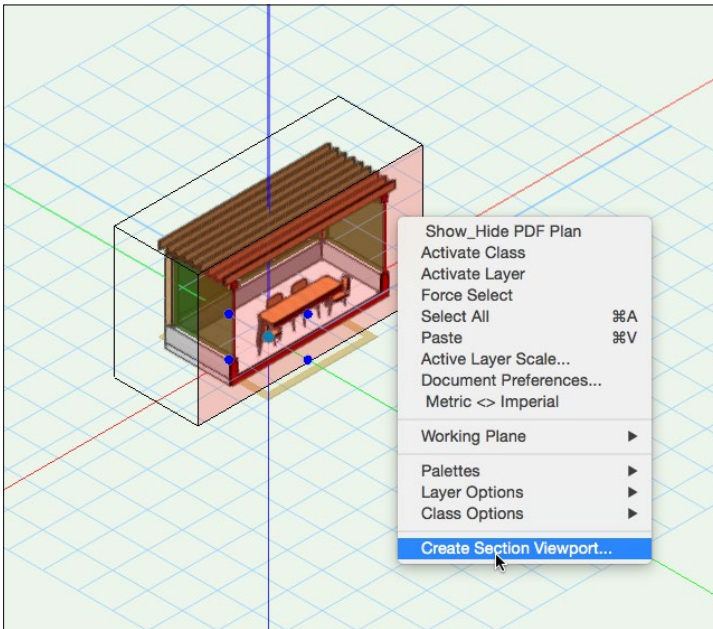 Show_Hide PDF Plan
Activate Class
Activate Layer
Force Select
Select All ⌘A
Paste ⌘V
Active Layer Scale...
Document Preferences...
Metric <> Imperial
Working Plane
Palettes
Layer Options
Class Options
Create Section Viewport...